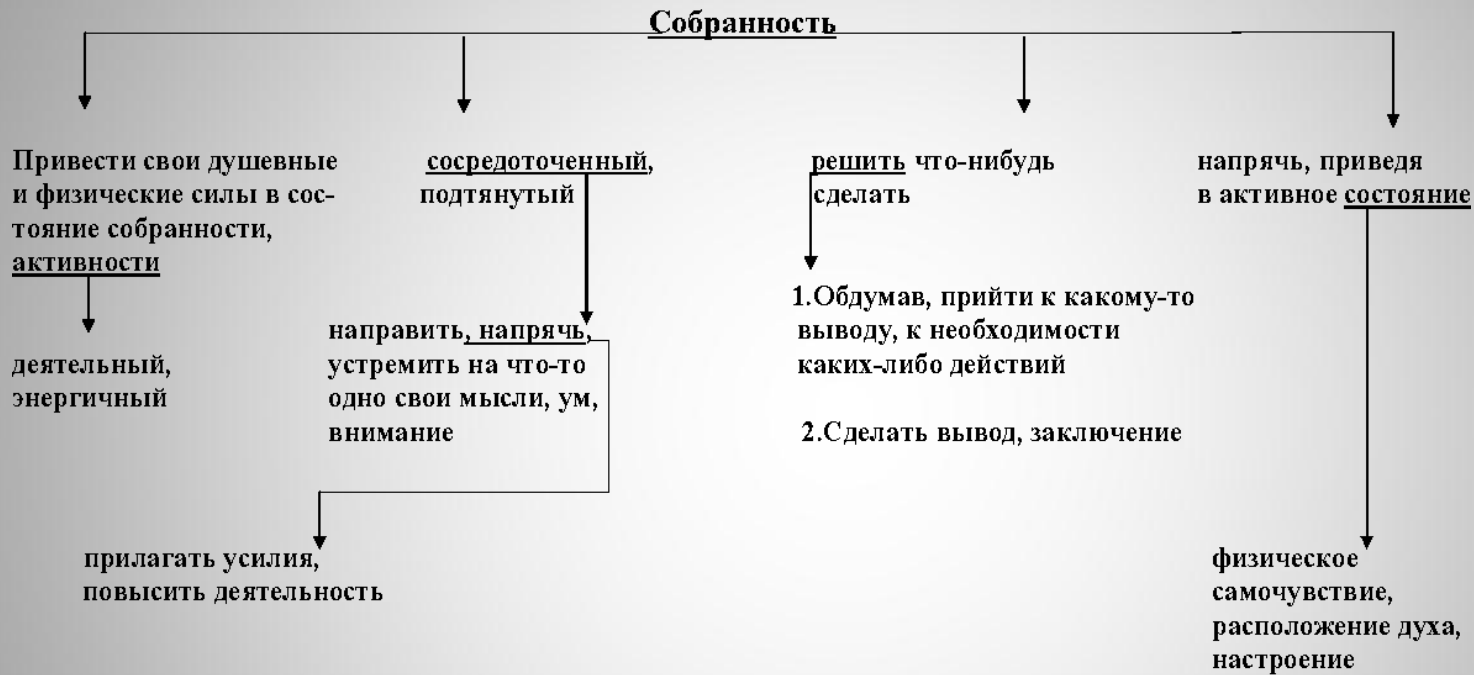 Собранность
Привести свои душевные
и физические силы в сос-
тояние собранности,
активности
деятельный,
энергичный
сосредоточенный,
подтянутый
направить, напрячь,
устремить на что-то
одно свои мысли, ум,
внимание
прилагать усилия,
повысить деятельность
решить что-нибудь
сделать
1.Обдумав, прийти к какому-то
выводу, к необходимости
каких-либо действий
2.Сделать вывод, заключение
напрячь, приведя
в активное состояние
физическое
самочувствие,
расположение духа,
настроение